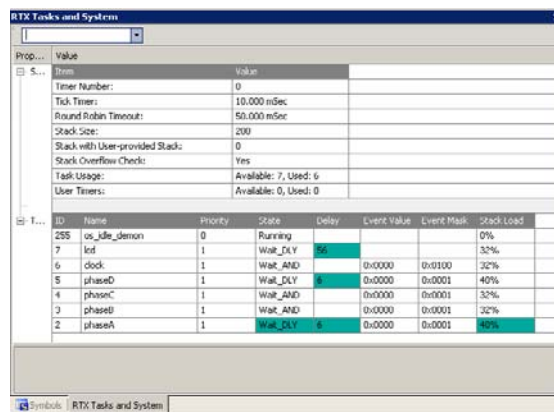 RTX Tasks and System
Prop... Value
S... Item Value
Timer Number: 0
Tick Timer: 10.000 mSec
Round Robin Timeout: 50.000 mSec
Stack Size: 200
Stack with User-provided Stack: 0
Stack Overflow Check: Yes
Task Usage: Available: 7, Used: 6
User Timers: Available: 0, Used: 0
T... ID Name Priority State Delay Event Value Event Mask Stack Load
255 os_idle_demon 0 Running 0%
7 lcd 1 Wait_DLY 56 32%
6 clock 1 Wait_AND 0x0000 0x0100 32%
5 phaseD 1 Wait_DLY 6 0x0000 0x0001 40%
4 phaseC 1 Wait_AND 0x0000 0x0001 32%
3 phaseB 1 Wait_AND 0x0000 0x0001 32%
2 phaseA 1 Wait_DLY 6 0x0000 0x0001 40%
Symbols RTX Tasks and System